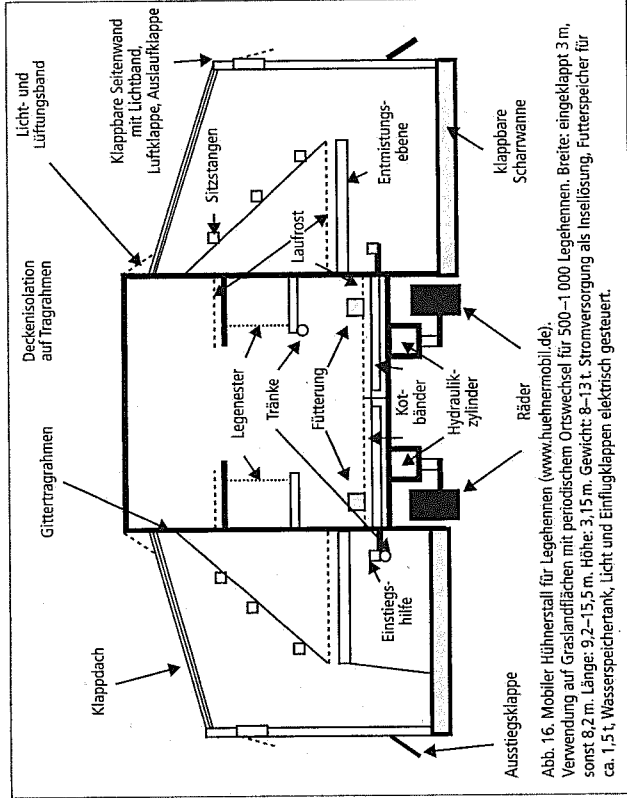 Licht- und
Lüftungsband
Deckenisolation
auf Tragrahmen
Gittertragrahmen
Klappdach
Klappbare Seitenwand
mit Lichtband,
Luftklappe, Auslaufklappe
Sitzstangen
Laufrost
Legenester
Tränke
Fütterung
Entmistungs-
ebene
Kot-
bänder
Hydraulik-
zylinder
Einstiegs-
hilfe
klappbare
Scharrwanne
Räder
Ausstiegsklappe
Abb. 16. Mobiler Hühnerstall für Legehennen (www.huehnermobil.de).
Verwendung auf Graslandflächen mit periodischem Ortswechsel für 500–1 000 Legehennen. Breite: eingeklappt 3 m,
sonst 8,2 m. Länge: 9,2–15,5 m. Höhe: 3,15 m. Gewicht: 8–13 t. Stromversorgung als Insellösung, Futterspeicher für
ca. 1,5 t, Wasserspeichertank, Licht und Einflugklappen elektrisch gesteuert.